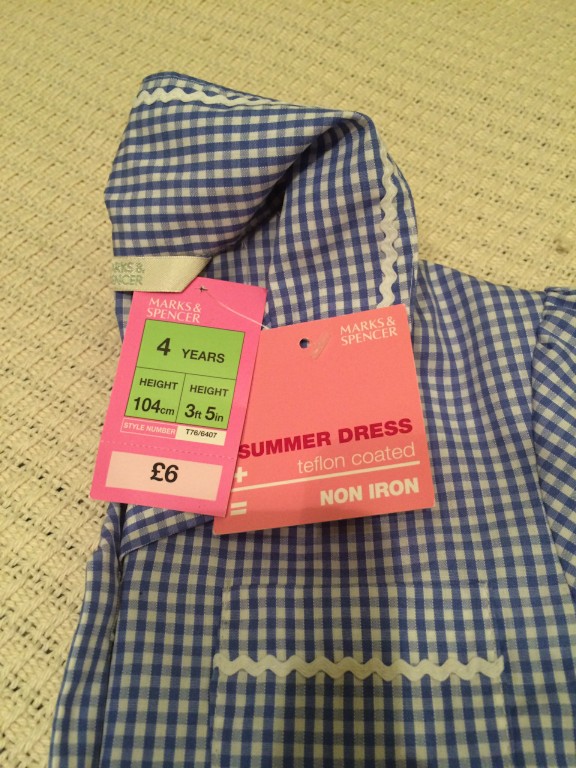 MARKS &
SPENCER
4 YEARS
HEIGHT
104cm
HEIGHT
3ft 5in
STYLE NUMBER T76/6407
£6
MARKS &
SPENCER
SUMMER DRESS
+ teflon coated
= NON IRON